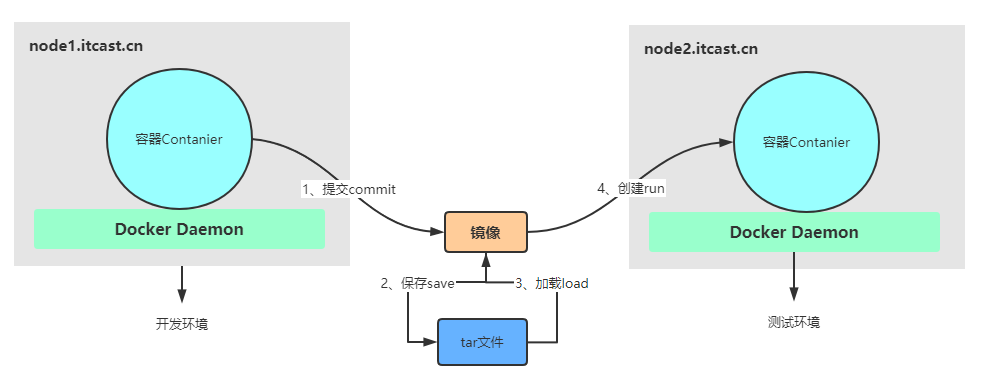 node1.itcast.cn
容器Contanier
Docker Daemon
开发环境
1、提交commit
镜像
2、保存save
3、加载load
tar文件
4、创建run
node2.itcast.cn
容器Contanier
Docker Daemon
测试环境